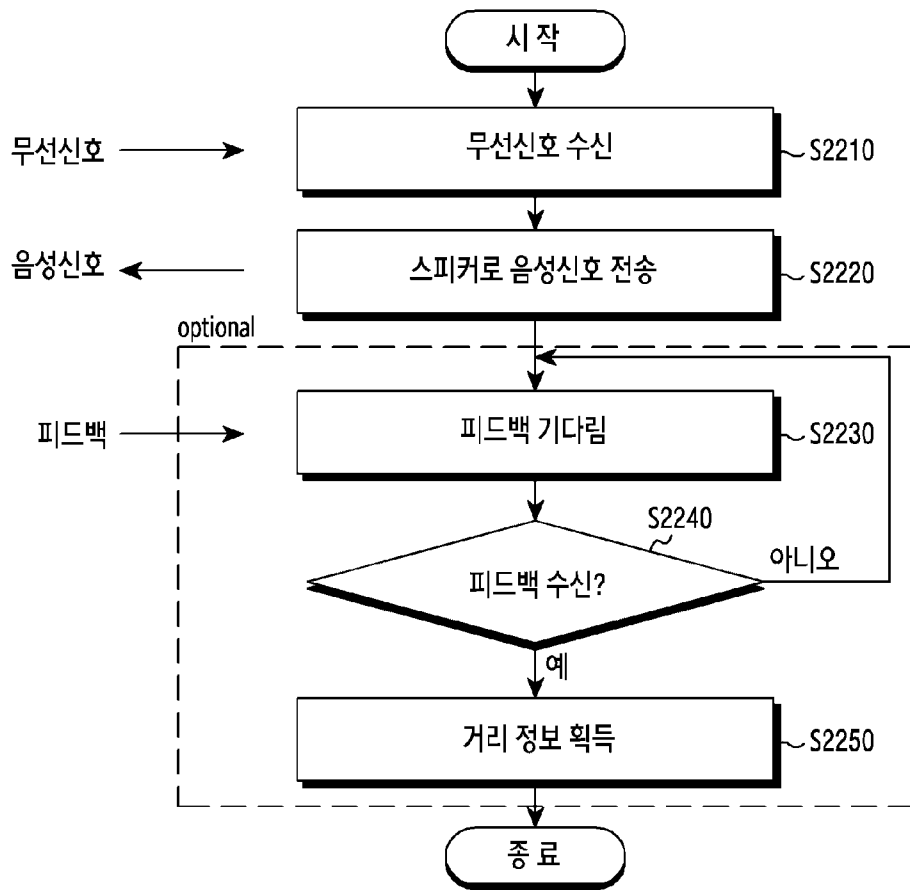 시 작
무선신호
무선신호 수신
S2210
음성신호
스피커로 음성신호 전송
S2220
optional
피드백
피드백 기다림
S2230
S2240
피드백 수신?
아니오
예
거리 정보 획득
S2250
종 료